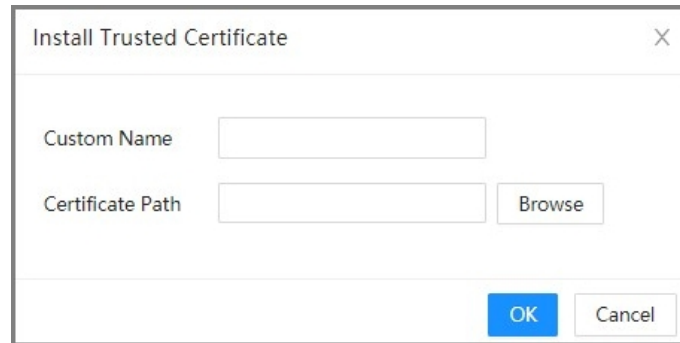 Install Trusted Certificate
Custom Name
Certificate Path
Browse
OK
Cancel